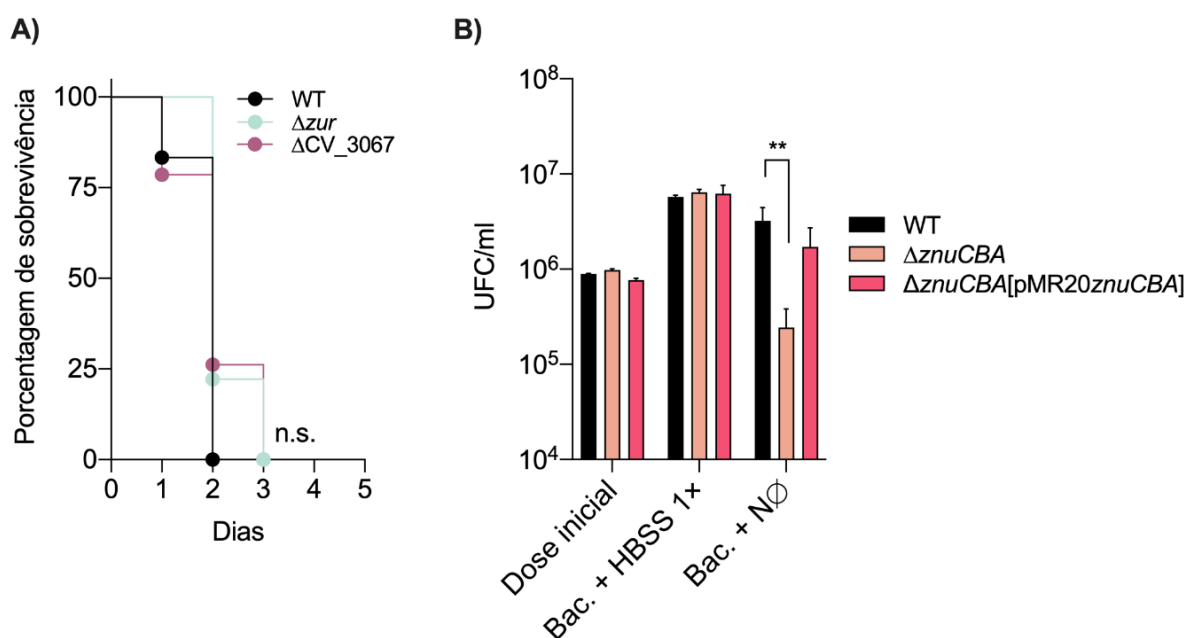 A)
Porcentagem de sobrevivência
100
75
50
25
0
0 1 2 3 4 5
Dias
WT
Δzur
ΔCV_3067
n.s.
B)
UFC/ml
10⁸
10⁷
10⁶
10⁵
10⁴
**
Dose inicial
Bac. + HBSS 1×
Bac. + N∅
WT
ΔznuCBA
ΔznuCBA[pMR20znuCBA]